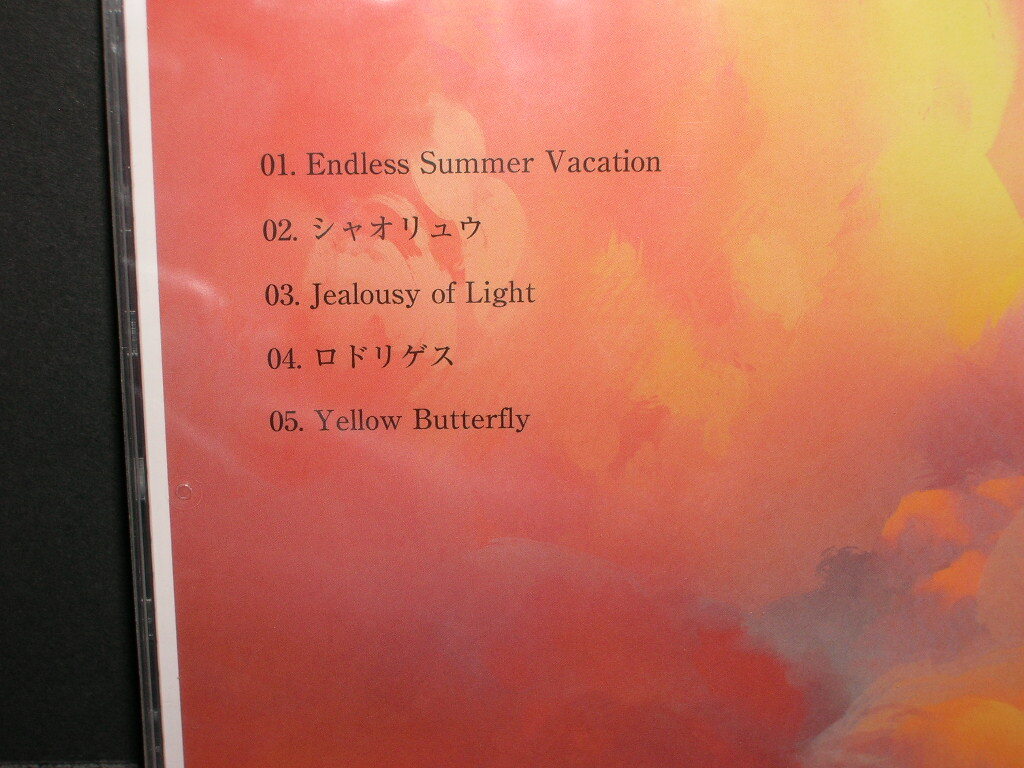 01. Endless Summer Vacation
02. シャオリュウ
03. Jealousy of Light
04. ロドリゲス
05. Yellow Butterfly